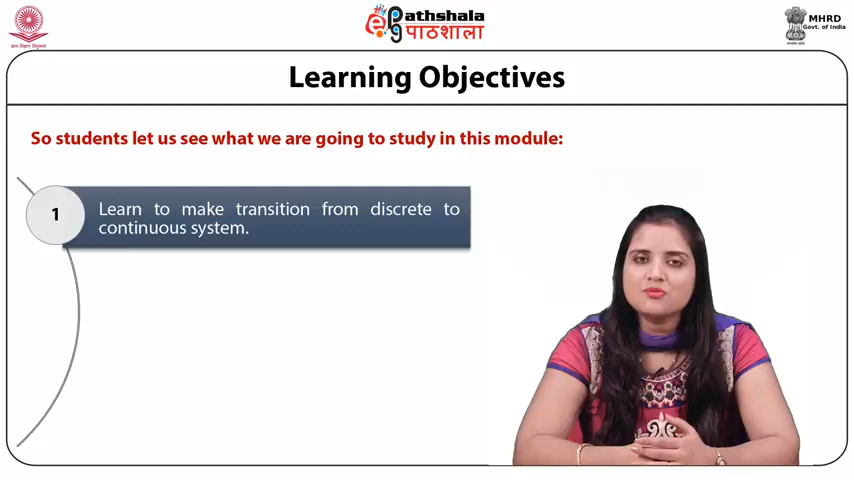 ePathshala
पाठशाला
MHRD
Govt. of India
Learning Objectives
So students let us see what we are going to study in this module:
1
Learn to make transition from discrete to
continuous system.